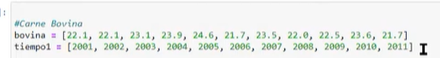 ]:
#Carne Bovina
bovina = [22.1, 22.1, 23.1, 23.9, 24.6, 21.7, 23.5, 22.0, 22.5, 23.6, 21.7]
tiempo1 = [2001, 2002, 2003, 2004, 2005, 2006, 2007, 2008, 2009, 2010, 2011]